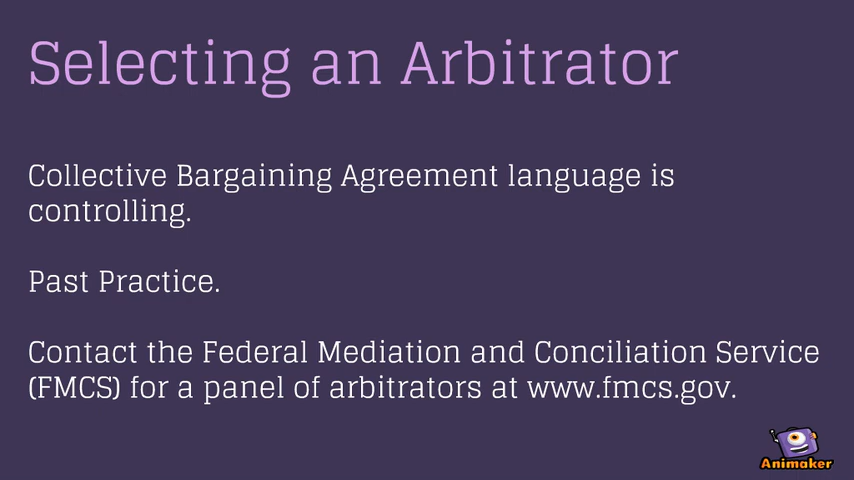 Selecting an Arbitrator
Collective Bargaining Agreement language is
controlling.
Past Practice.
Contact the Federal Mediation and Conciliation Service
(FMCS) for a panel of arbitrators at www.fmcs.gov.
Animaker